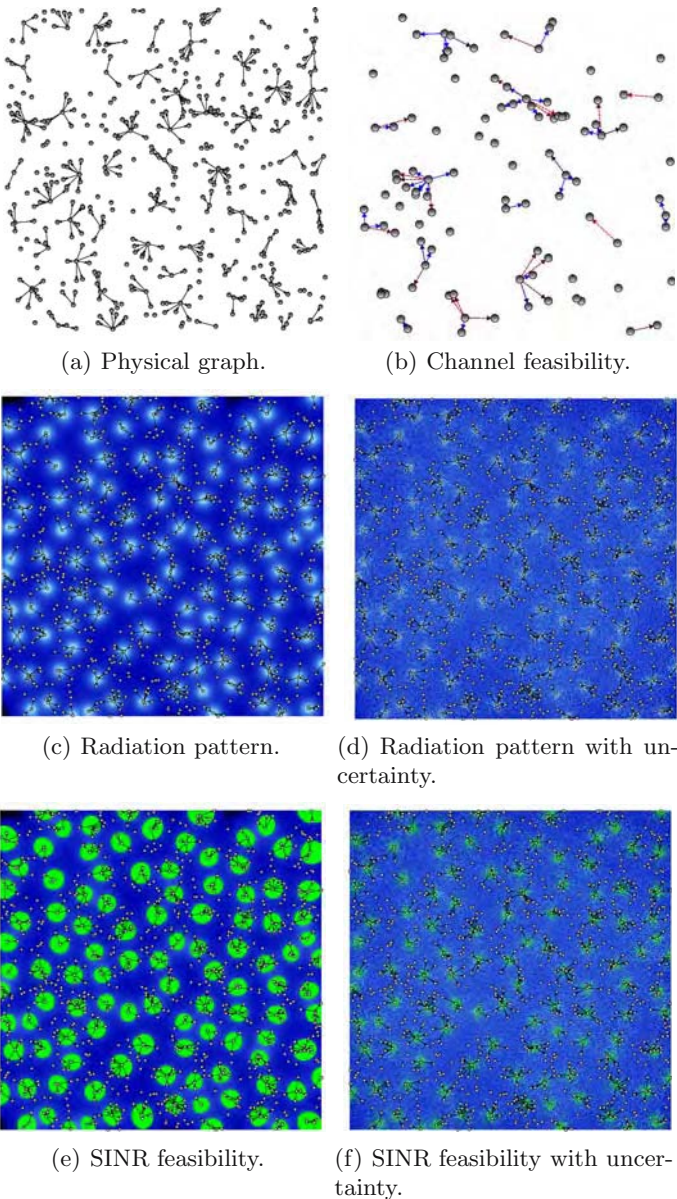 (a) Physical graph.
(b) Channel feasibility.
(c) Radiation pattern.
(d) Radiation pattern with un-
certainty.
(e) SINR feasibility.
(f) SINR feasibility with uncer-
tainty.